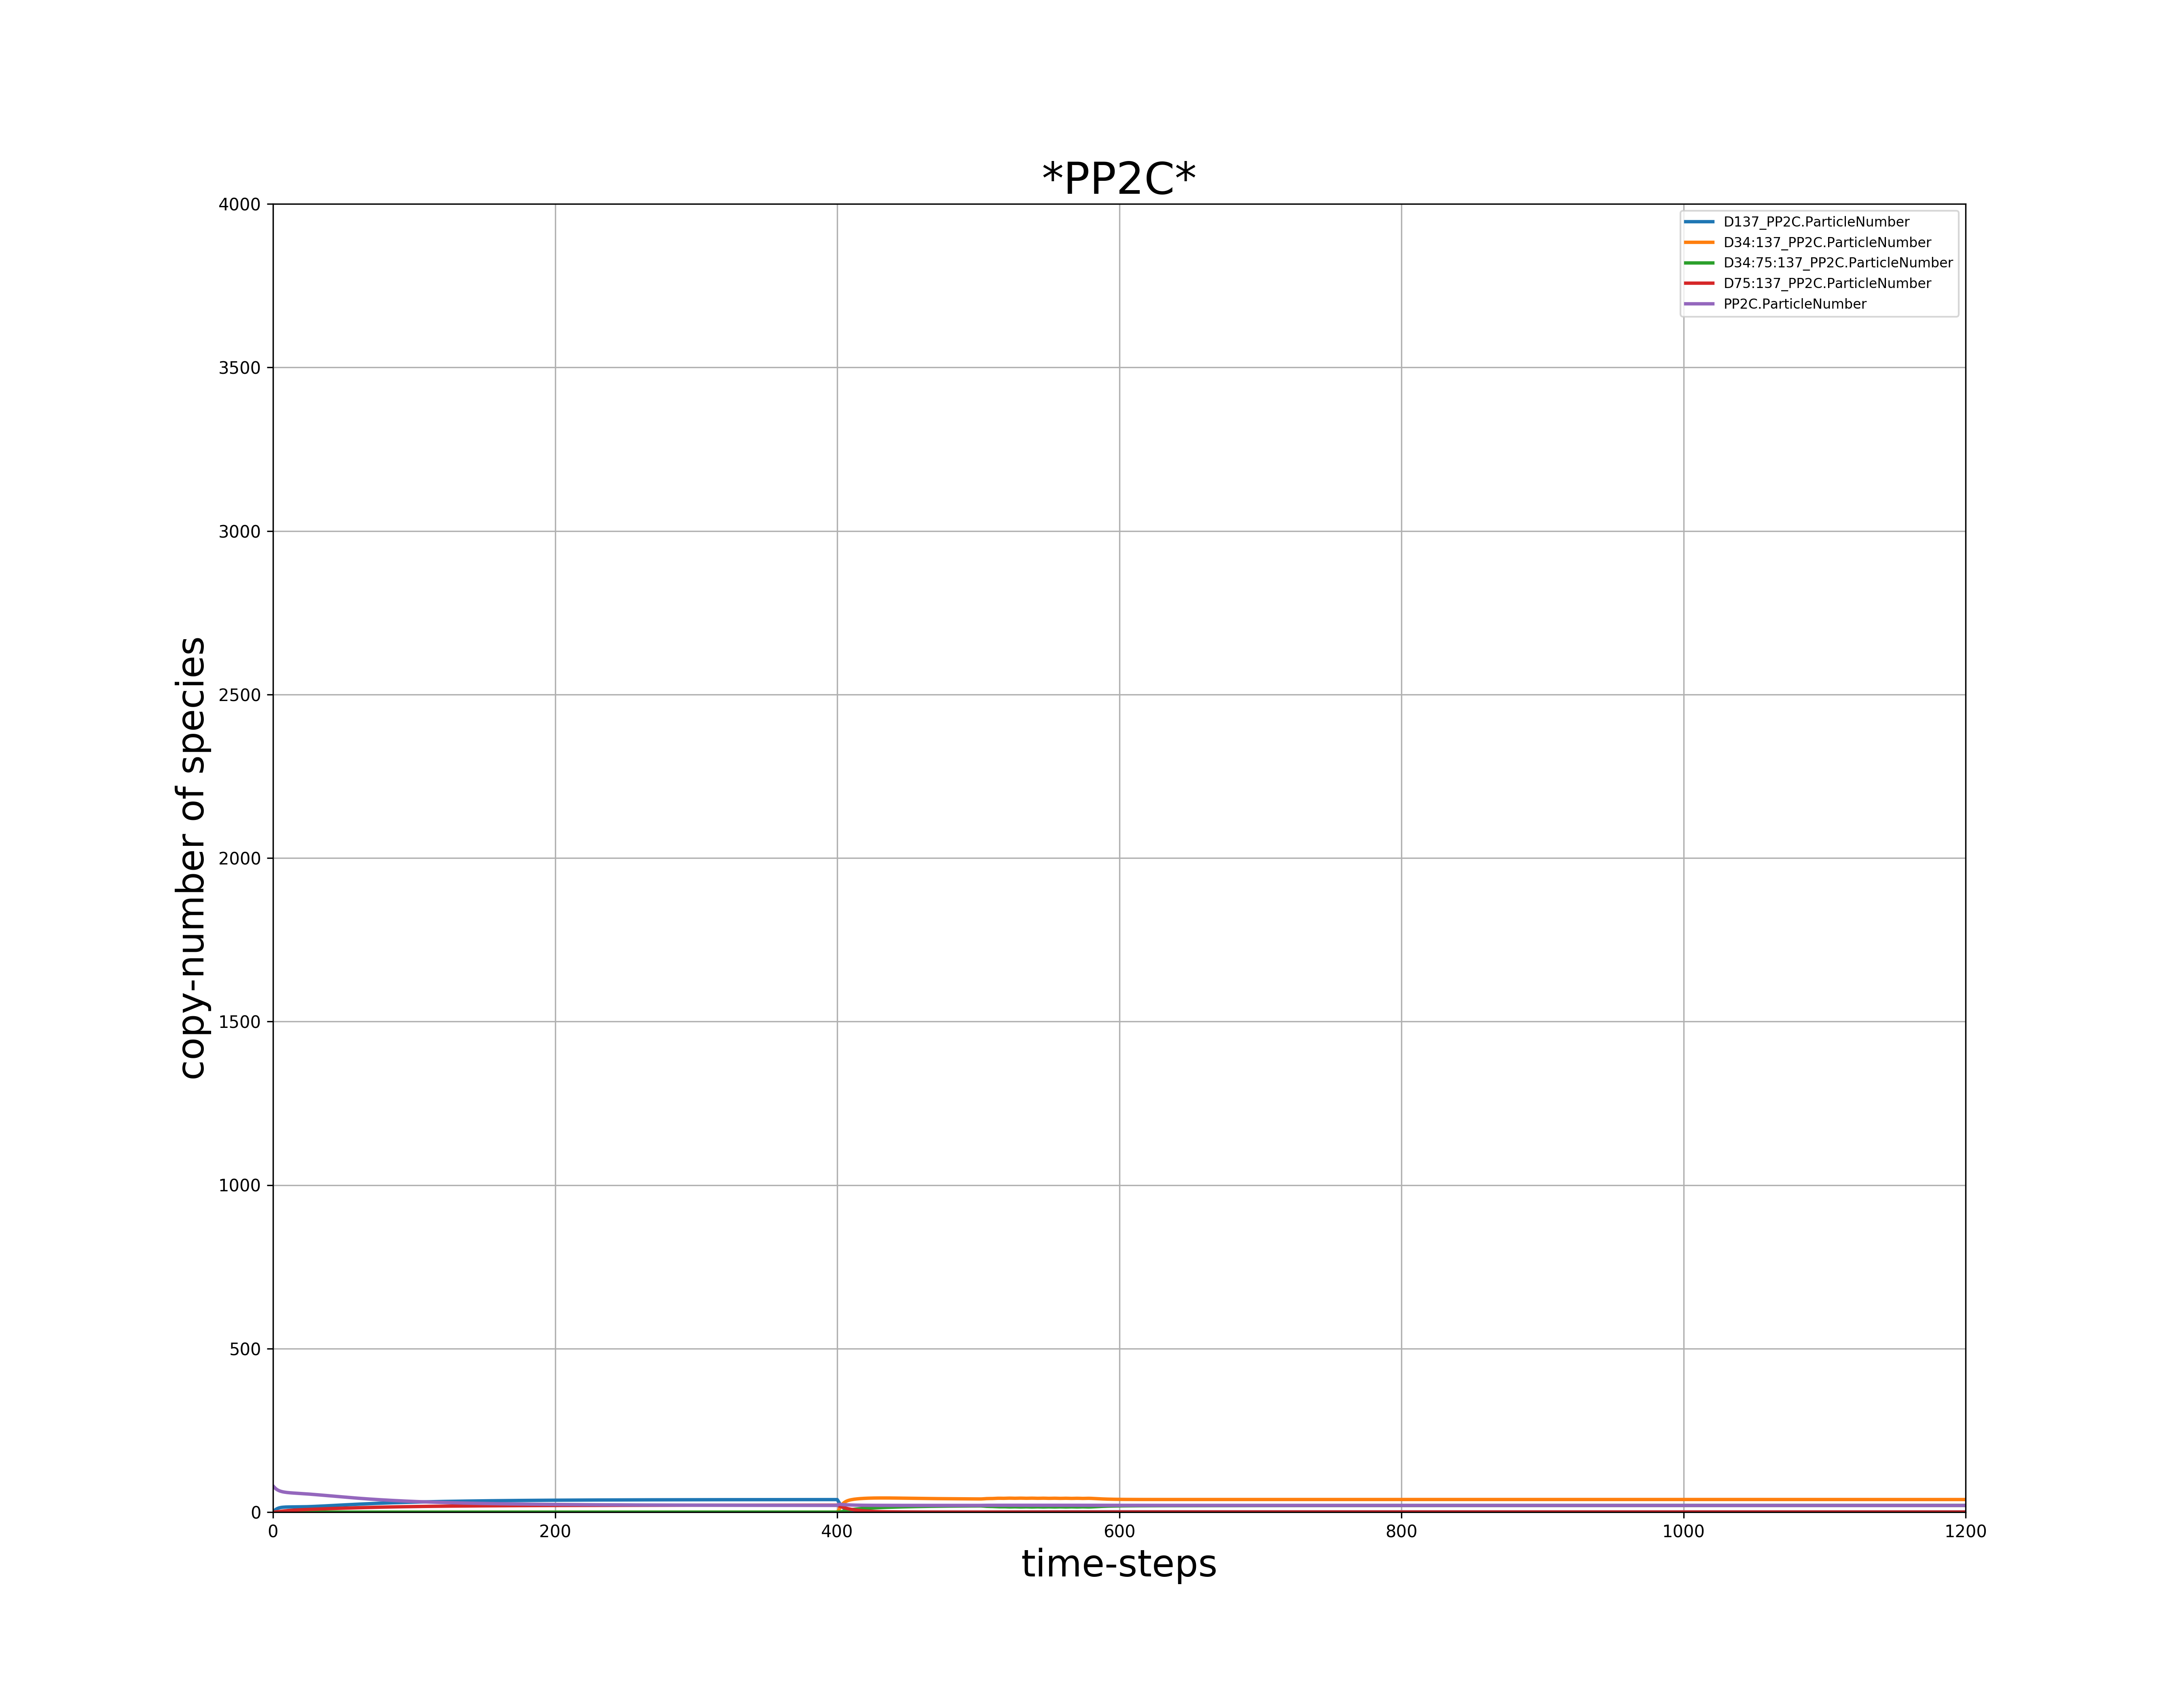 *PP2C*
4000
3500
3000
2500
2000
1500
1000
500
0
copy-number of species
D137_PP2C.ParticleNumber
D34:137_PP2C.ParticleNumber
D34:75:137_PP2C.ParticleNumber
D75:137_PP2C.ParticleNumber
PP2C.ParticleNumber
0 200 400 600 800 1000 1200
time-steps